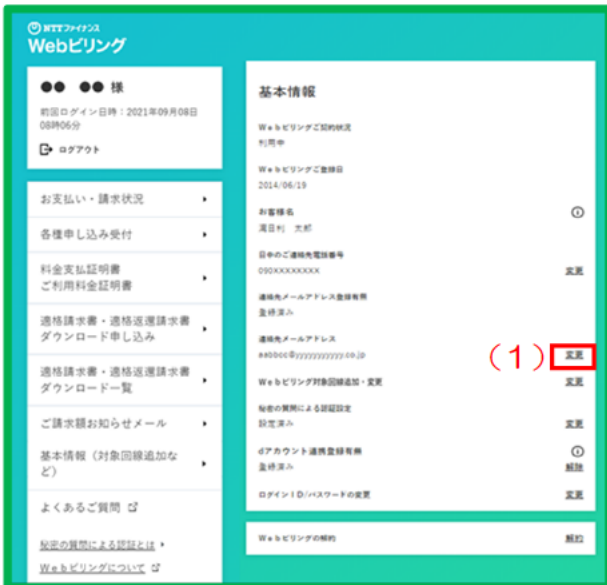 NTTファイナンス
Webビリング
●● ●● 様
前回ログイン日時:2021年09月08日
08時06分
ログアウト
お支払い・請求状況
各種申し込み受付
料金支払証明書
ご利用料金証明書
適格請求書・適格返還請求書
ダウンロード申し込み
適格請求書・適格返還請求書
ダウンロード一覧
ご請求額お知らせメール
基本情報(対象回線追加な
ど)
よくあるご質問
秘密の質問による認証とは
Webビリングについて
基本情報
Webビリングご契約状況
利用中
Webビリングご登録日
2014/06/19
お客様名
太郎
日中のご連絡先電話番号
090XXXXXXXX
変更
連絡先メールアドレス登録有無
登録済み
連絡先メールアドレス
aabbcc@yyyyyyyyyyy.co.jp
(1)
変更
Webビリング対象回線追加・変更
変更
秘密の質問による認証設定
設定済み
変更
dアカウント連携登録有無
登録済み
解除
ログインID/パスワードの変更
変更
Webビリングの解約
解約